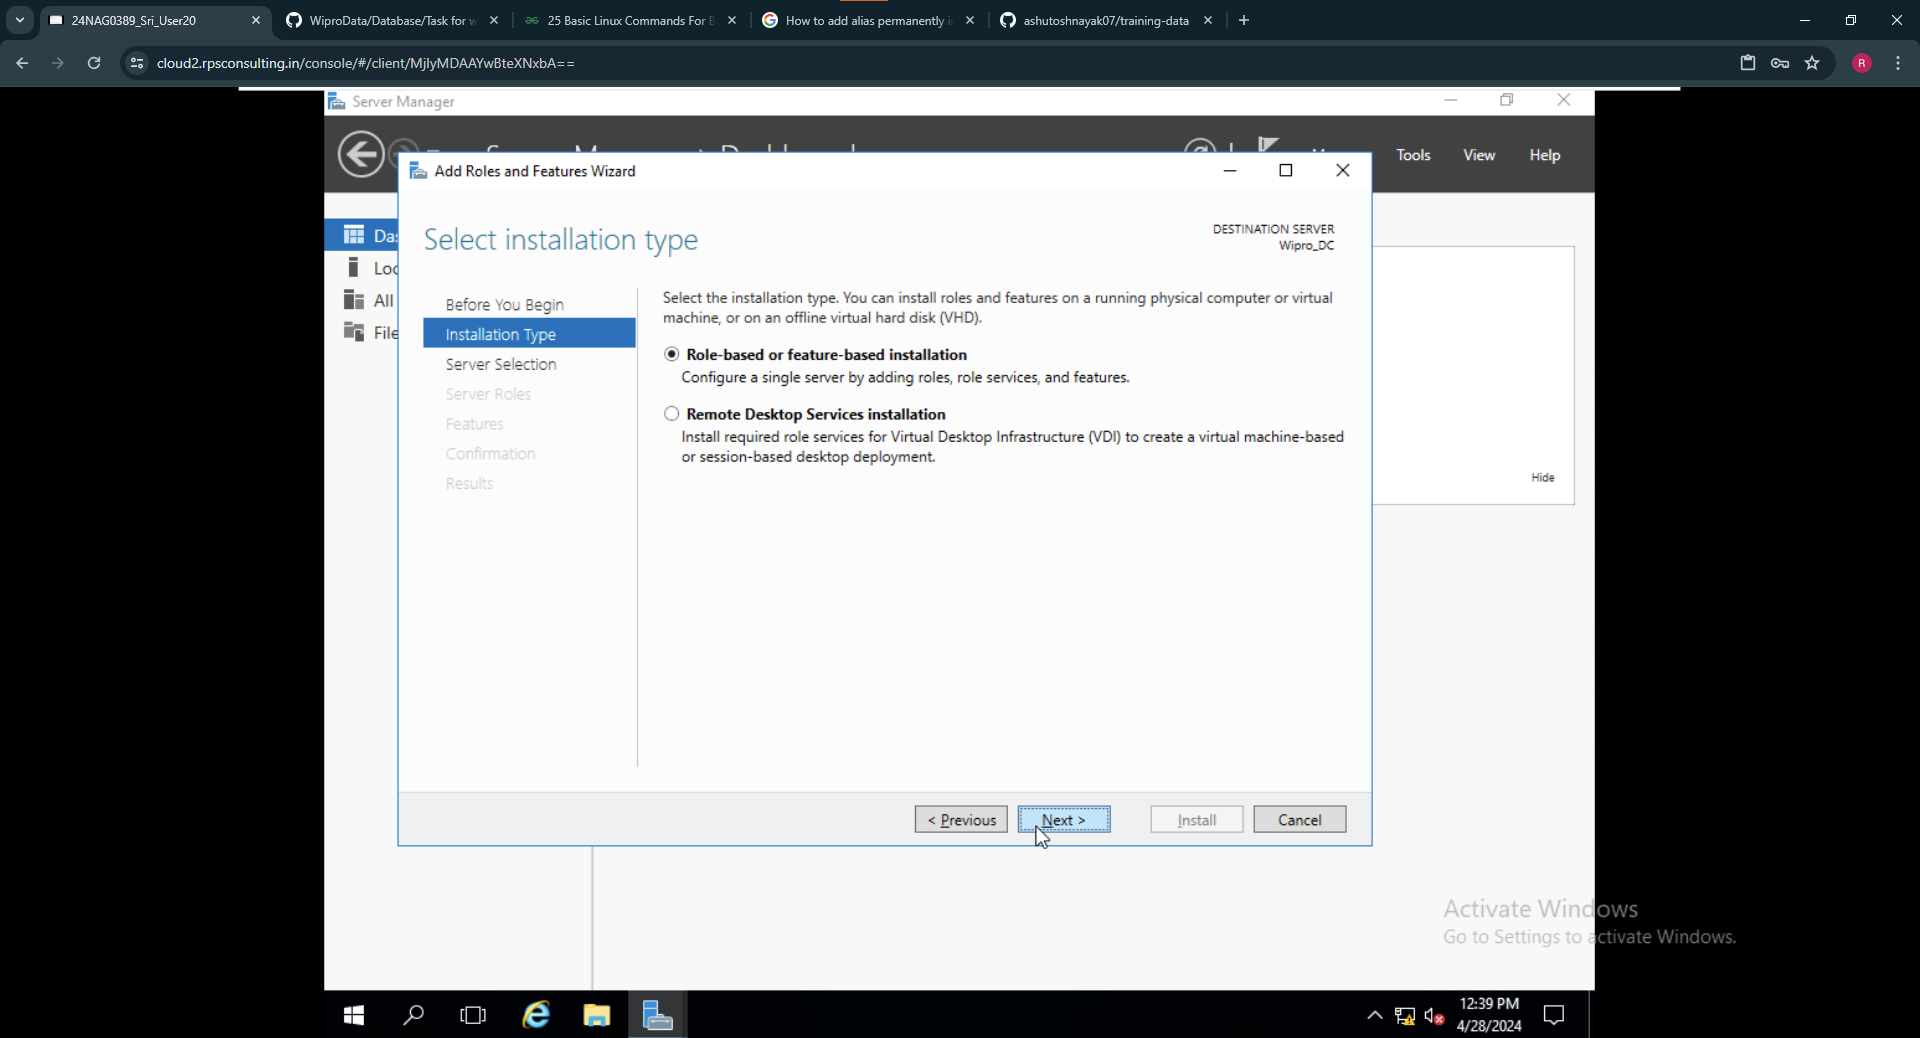 24NAG0389_Sri_User20
WiproData/Database/Task for w
25 Basic Linux Commands For B
How to add alias permanently i
ashutoshnayak07/training-data
cloud2.rpsconsulting.in/console/#/client/MjIyMDAAYwBteXNxbA==
R
Server Manager
Tools View Help
Add Roles and Features Wizard
Select installation type
DESTINATION SERVER
Wipro_DC
Das
Loc
All
File
Before You Begin
Installation Type
Server Selection
Server Roles
Features
Confirmation
Results
Select the installation type. You can install roles and features on a running physical computer or virtual
machine, or on an offline virtual hard disk (VHD).
Role-based or feature-based installation
Configure a single server by adding roles, role services, and features.
Remote Desktop Services installation
Install required role services for Virtual Desktop Infrastructure (VDI) to create a virtual machine-based
or session-based desktop deployment.
Hide
< Previous
Next >
Install
Cancel
Activate Windows
Go to Settings to activate Windows.
12:39 PM
4/28/2024